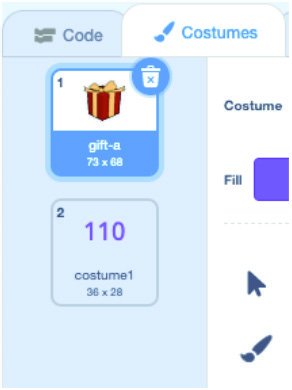 Code
Costumes
1
gift-a
73 x 68
2
110
costume1
36 x 28
Costume
Fill